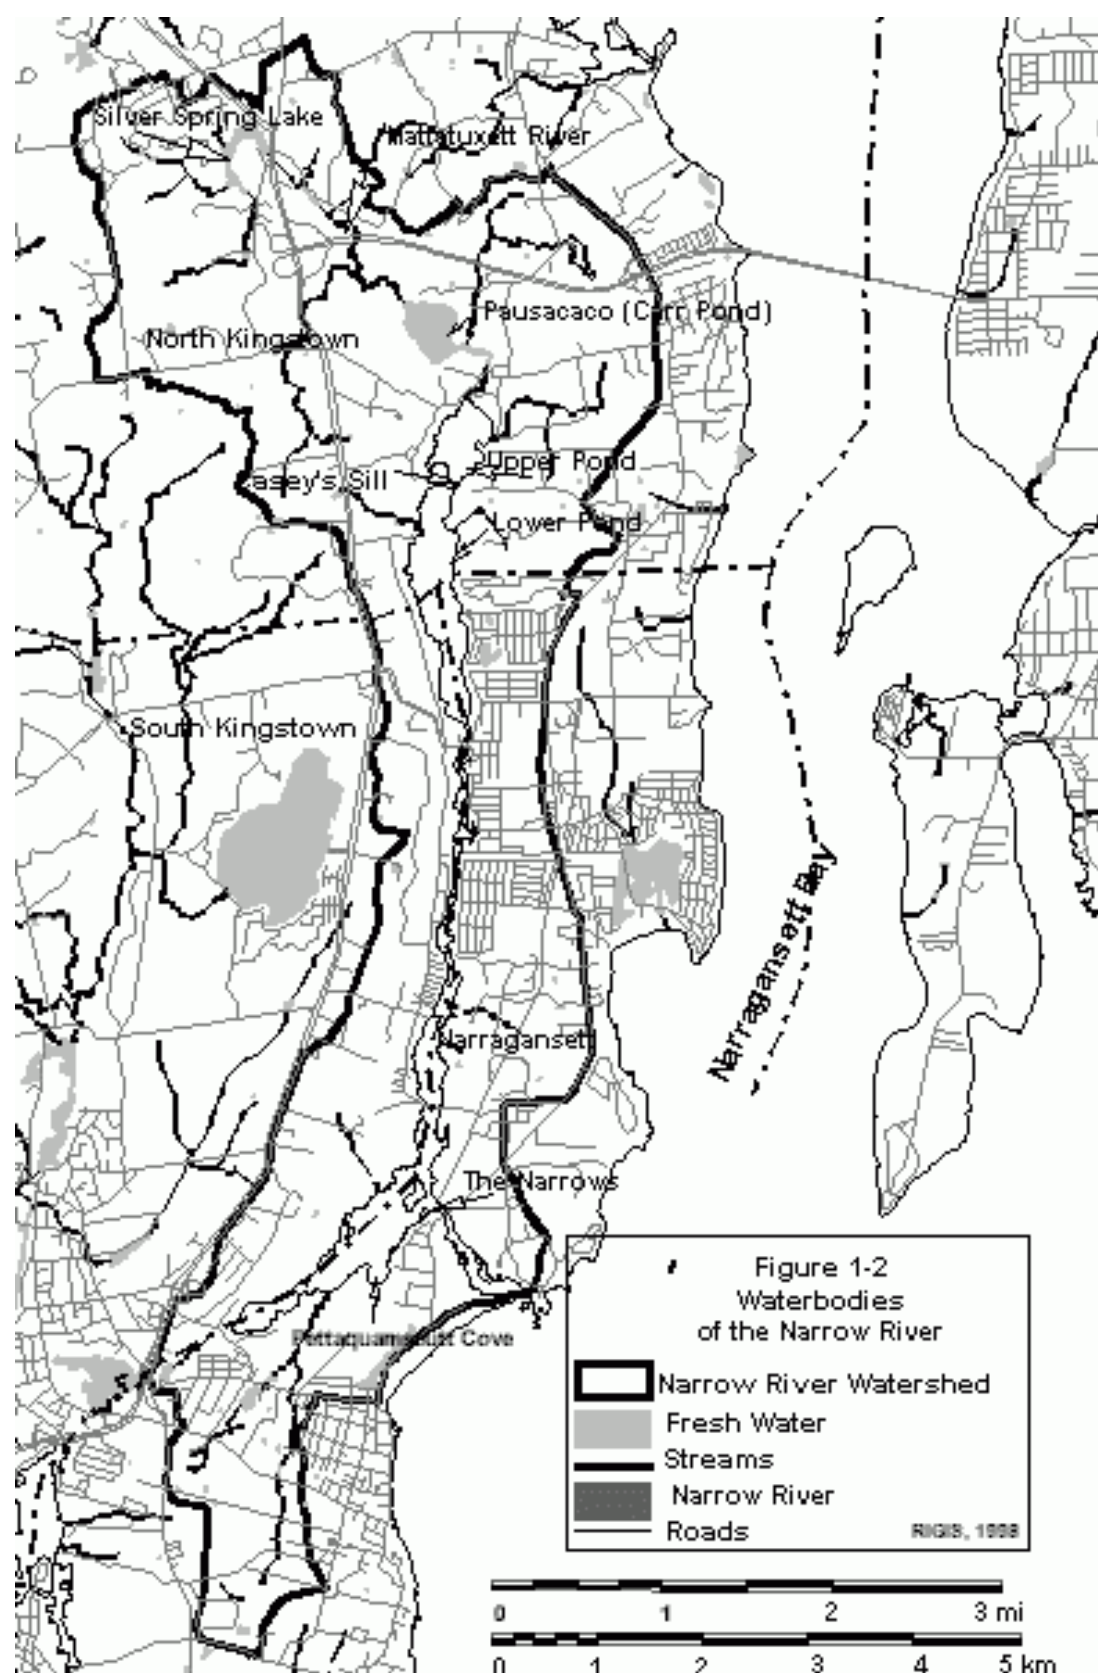 Silver Spring Lake
Mattatuxett River
Pausacaco (Carr Pond)
North Kingstown
Upper Pond
asey's Sill
Lower Pond
South Kingstown
Narragansett Bay
Narragansett
The Narrows
Pettaquamscutt Cove
Figure 1-2
Waterbodies
of the Narrow River
Narrow River Watershed
Fresh Water
Streams
Narrow River
Roads
RIGIS, 1998
0 1 2 3 mi
0 1 2 3 4 5 km